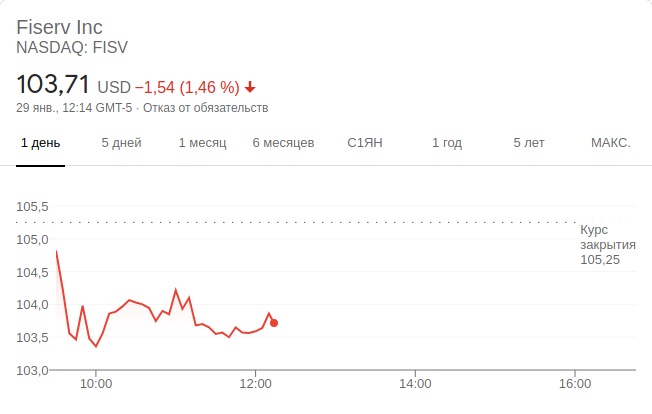 Fiserv Inc
NASDAQ: FISV
103,71 USD −1,54 (1,46 %)
29 янв., 12:14 GMT-5 · Отказ от обязательств
1 день 5 дней 1 месяц 6 месяцев С1ЯН 1 год 5 лет МАКС.
105,5
105,0
104,5
104,0
103,5
103,0
Курс
закрытия
105,25
10:00 12:00 14:00 16:00